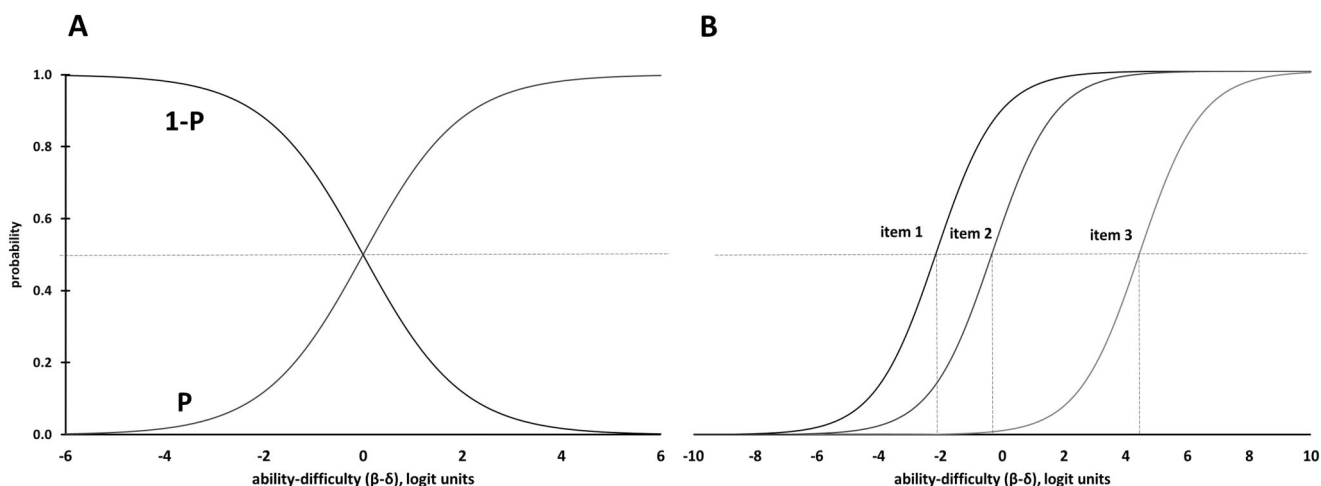 A
B
1.0
0.8
0.6
0.4
0.2
0.0
probability
1-P
P
-6 -4 -2 0 2 4 6
ability-difficulty (β-δ), logit units
item 1 item 2 item 3
-10 -8 -6 -4 -2 0 2 4 6 8 10
ability-difficulty (β-δ), logit units